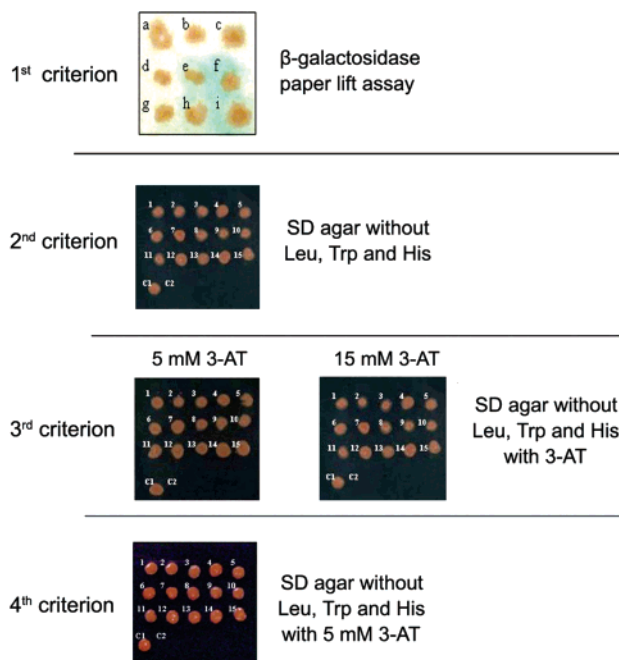 a b c
d e f
g h i
1st criterion
β-galactosidase
paper lift assay
1 2 3 4 5
6 7 8 9 10
11 12 13 14 15
C1 C2
2nd criterion
SD agar without
Leu, Trp and His
5 mM 3-AT
15 mM 3-AT
1 2 3 4 5
6 7 8 9 10
11 12 13 14 15
C1 C2
1 2 3 4 5
6 7 8 9 10
11 12 13 14 15
C1 C2
3rd criterion
SD agar without
Leu, Trp and His
with 3-AT
1 2 3 4 5
6 7 8 9 10
11 12 13 14 15
C1 C2
4th criterion
SD agar without
Leu, Trp and His
with 5 mM 3-AT